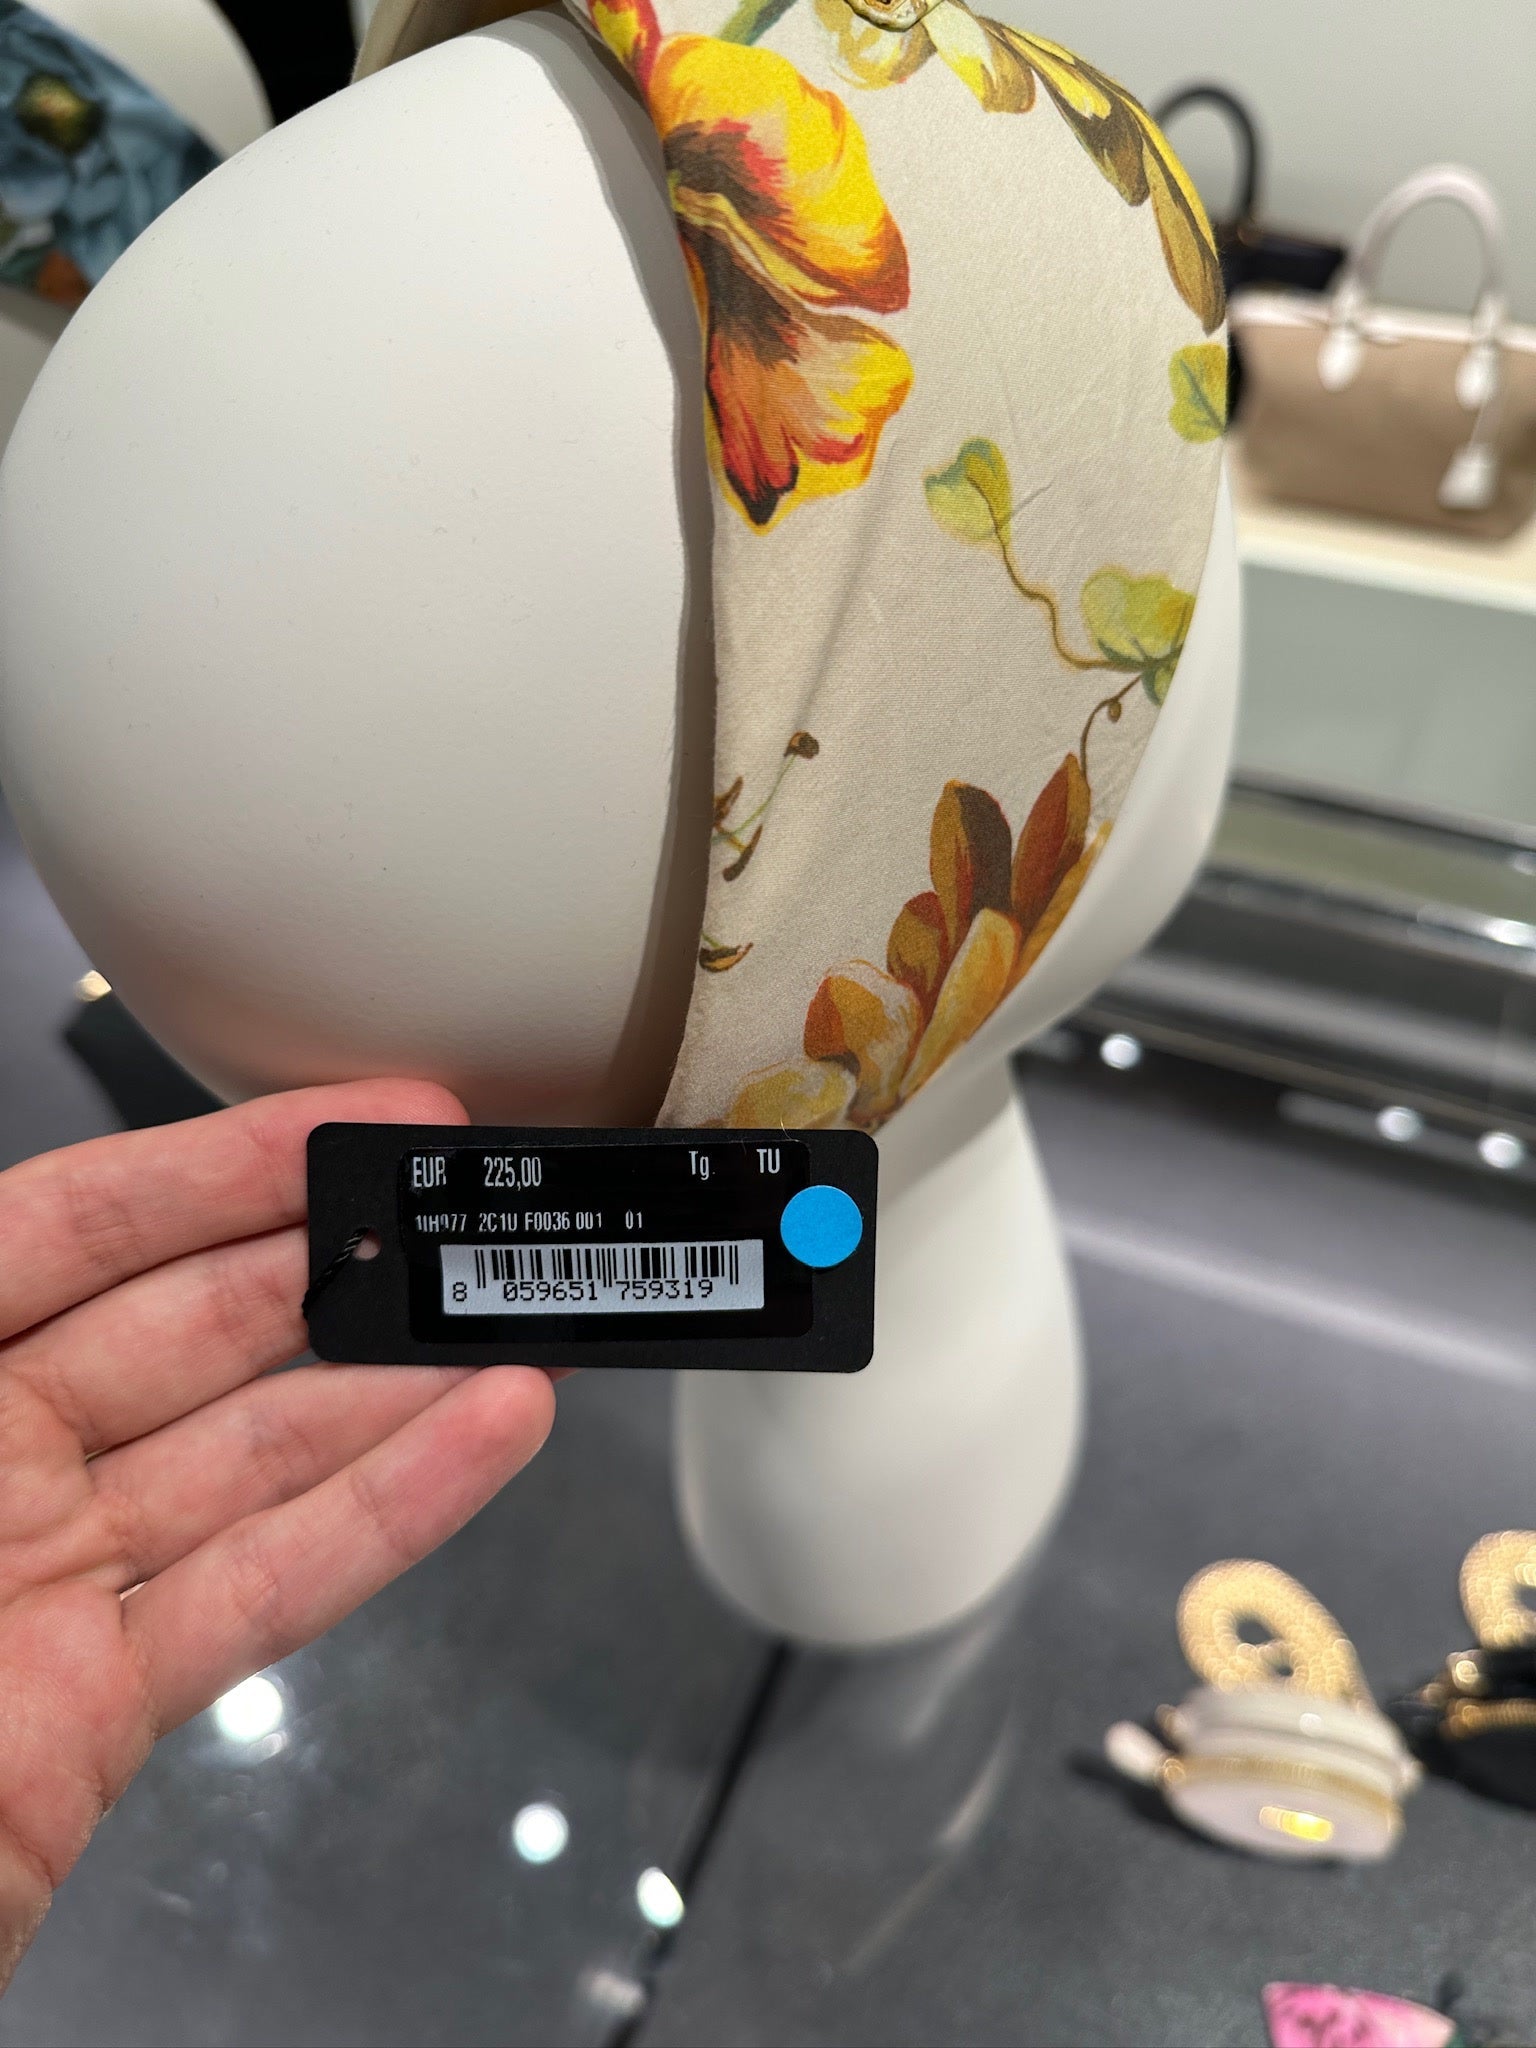 EUR 225,00 Tg. TU
1IH977 2C1U F0036 001 01
8 059651 759319